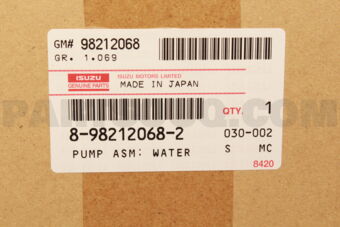 GM# 98212068
GR. 1.069
ISUZU
GENUINE PARTS
ISUZU MOTORS LIMITED
MADE IN JAPAN
QTY. 1
8-98212068-2
030-002
PUMP ASM: WATER
S MC
8420